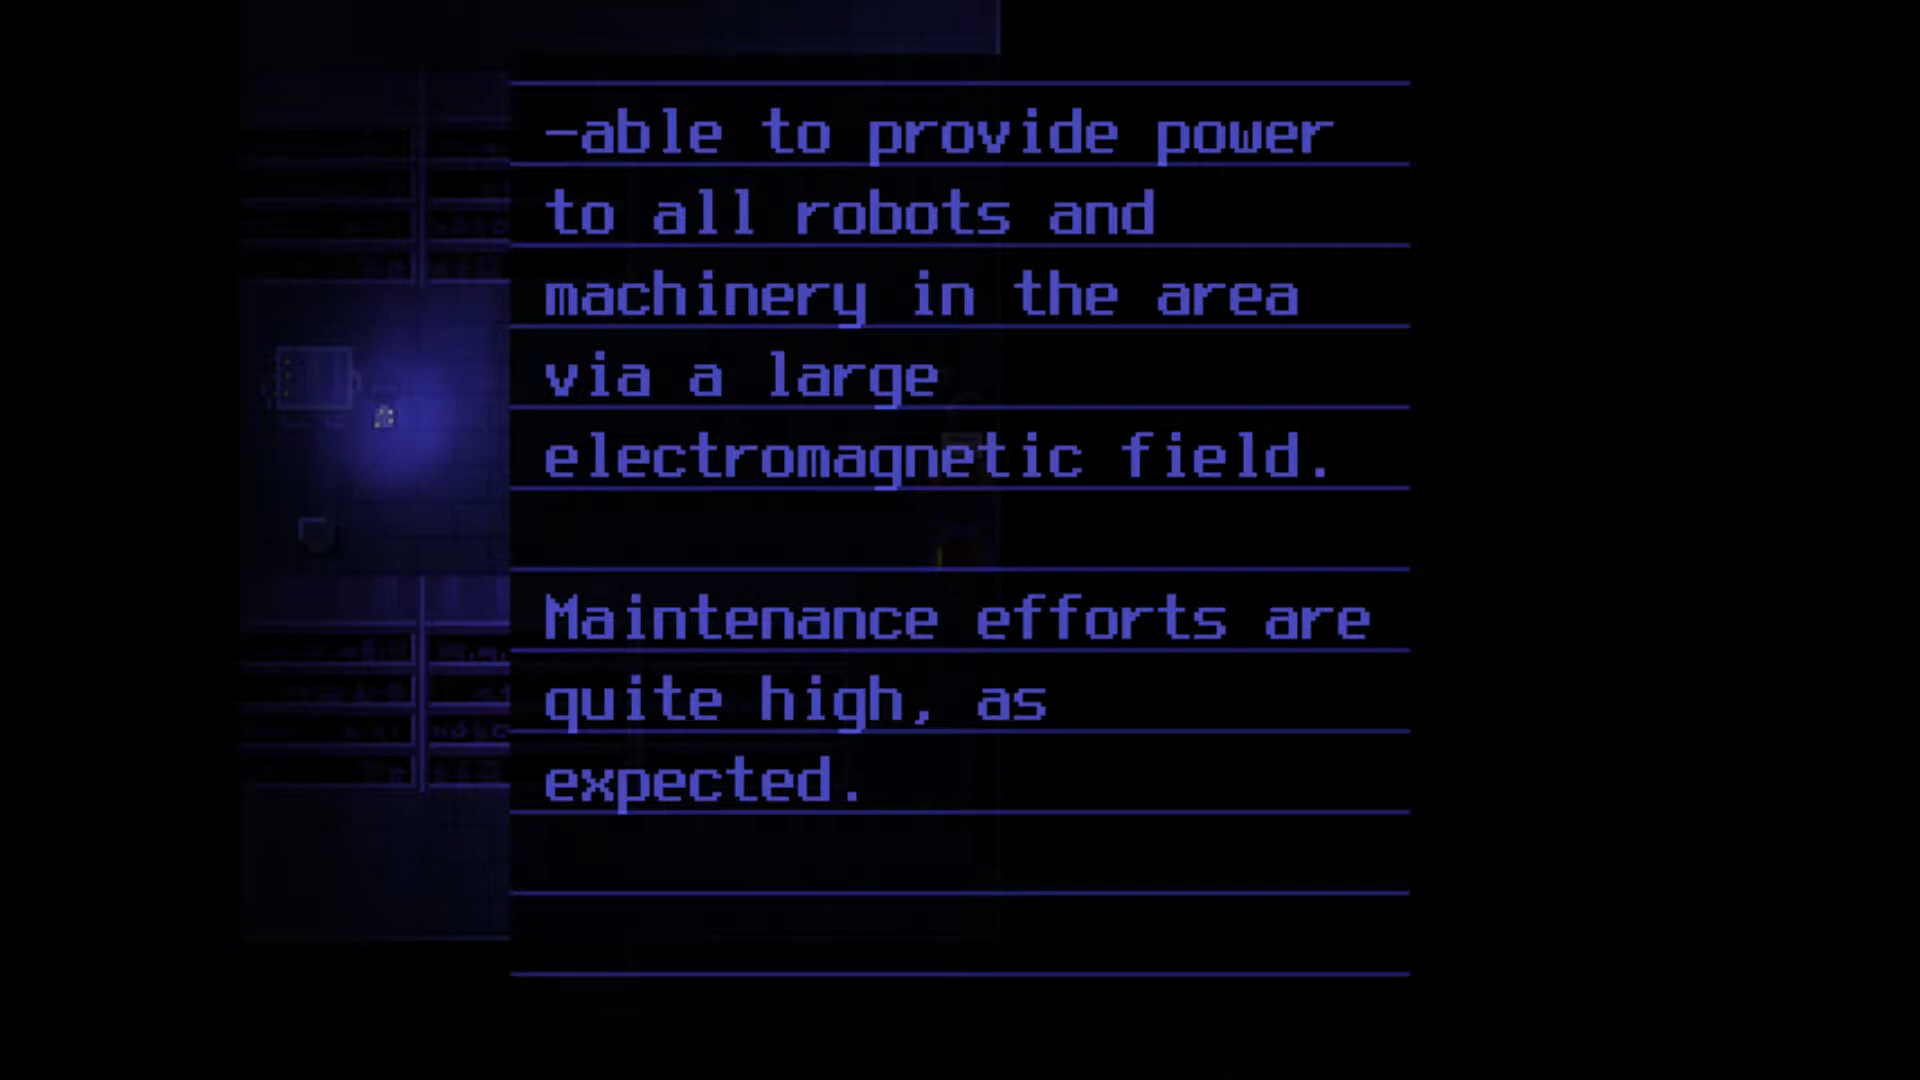 -able to provide power
to all robots and
machinery in the area
via a large
electromagnetic field.
Maintenance efforts are
quite high, as
expected.